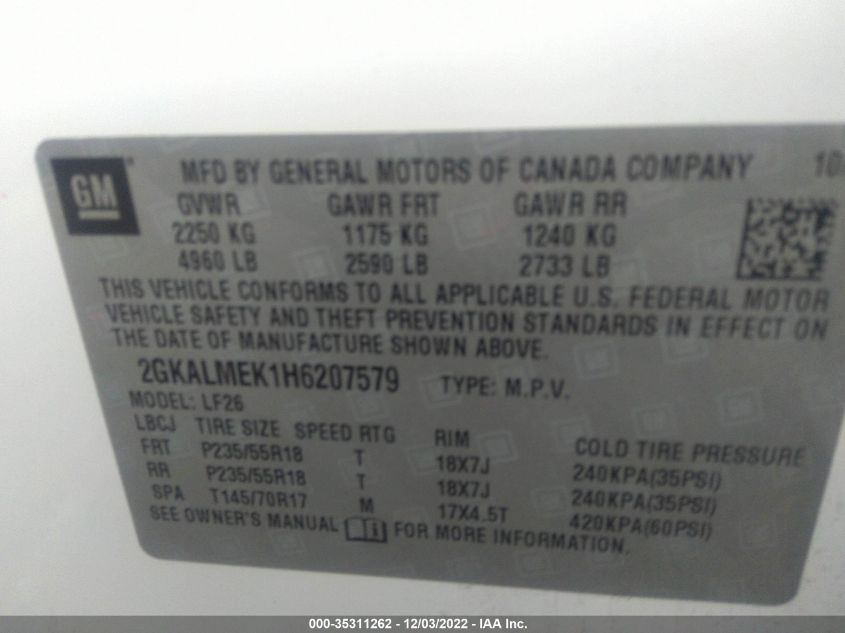 GM
MFD BY GENERAL MOTORS OF CANADA COMPANY 10
GVWR GAWR FRT GAWR RR
2250 KG 1175 KG 1240 KG
4960 LB 2590 LB 2733 LB
THIS VEHICLE CONFORMS TO ALL APPLICABLE U.S. FEDERAL MOTOR
VEHICLE SAFETY AND THEFT PREVENTION STANDARDS IN EFFECT ON
THE DATE OF MANUFACTURE SHOWN ABOVE.
2GKALMEK1H6207579 TYPE: M.P.V.
MODEL: LF26
LBCJ TIRE SIZE SPEED RTG RIM COLD TIRE PRESSURE
FRT P235/55R18 T 18X7J 240KPA(35PSI)
RR P235/55R18 T 18X7J 240KPA(35PSI)
SPA T145/70R17 M 17X4.5T 420KPA(60PSI)
SEE OWNER'S MANUAL FOR MORE INFORMATION.
000-35311262 - 12/03/2022 - IAA Inc.